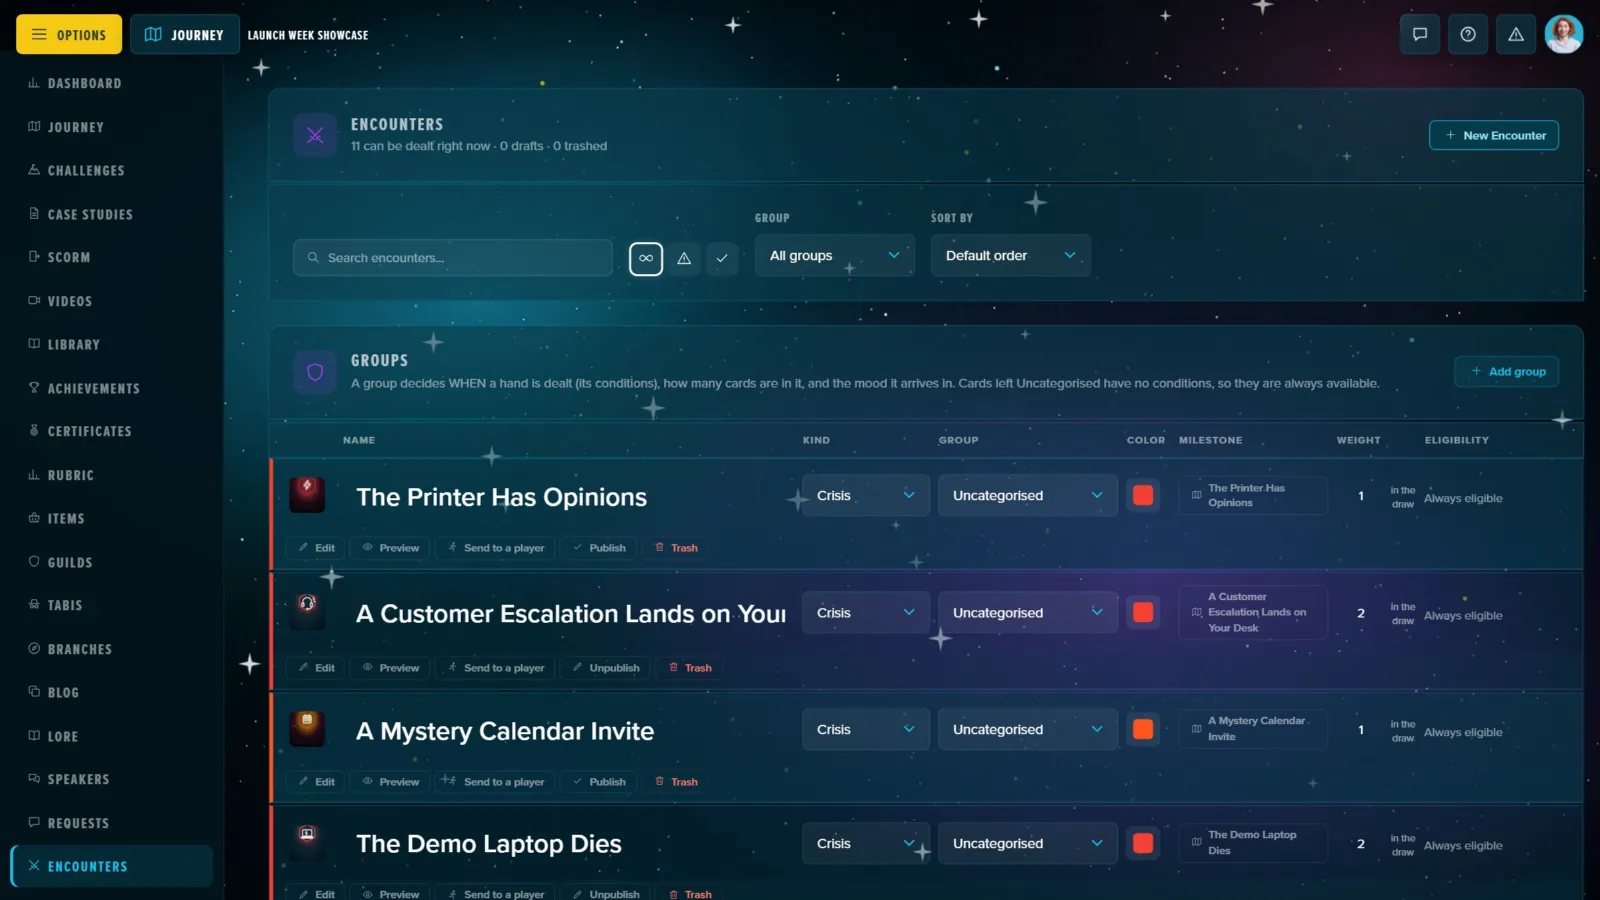 OPTIONS
JOURNEY
LAUNCH WEEK SHOWCASE
DASHBOARD
JOURNEY
CHALLENGES
CASE STUDIES
SCORM
VIDEOS
LIBRARY
ACHIEVEMENTS
CERTIFICATES
RUBRIC
ITEMS
GUILDS
TABIS
BRANCHES
BLOG
LORE
SPEAKERS
REQUESTS
ENCOUNTERS
ENCOUNTERS
11 can be dealt right now · 0 drafts · 0 trashed
New Encounter
GROUP
SORT BY
Search encounters...
All groups
Default order
GROUPS
A group decides WHEN a hand is dealt (its conditions), how many cards are in it, and the mood it arrives in. Cards left Uncategorised have no conditions, so they are always available.
Add group
NAME KIND GROUP COLOR MILESTONE WEIGHT ELIGIBILITY
The Printer Has Opinions
Crisis
Uncategorised
The Printer Has
Opinions
1
in the
draw
Always eligible
Edit Preview Send to a player Publish Trash
A Customer Escalation Lands on Your
Crisis
Uncategorised
A Customer
Escalation Lands on
Your Desk
2
in the
draw
Always eligible
Edit Preview Send to a player Unpublish Trash
A Mystery Calendar Invite
Crisis
Uncategorised
A Mystery Calendar
Invite
1
in the
draw
Always eligible
Edit Preview Send to a player Publish Trash
The Demo Laptop Dies
Crisis
Uncategorised
The Demo Laptop
Dies
2
in the
draw
Always eligible
Edit Preview Send to a player Unpublish Trash